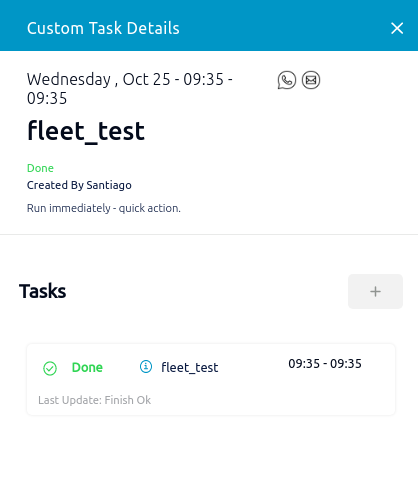 Custom Task Details
Wednesday , Oct 25 - 09:35 -
09:35
fleet_test
Done
Created By Santiago
Run immediately - quick action.
Tasks
+
Done fleet_test 09:35 - 09:35
Last Update: Finish Ok